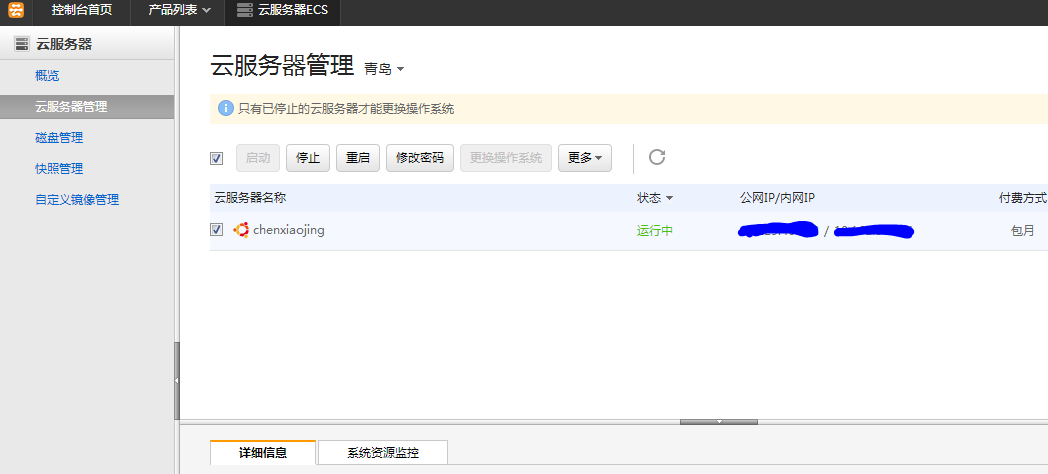 控制台首页 产品列表 云服务器ECS
云服务器
概览
云服务器管理
磁盘管理
快照管理
自定义镜像管理
云服务器管理 青岛
只有已停止的云服务器才能更换操作系统
启动 停止 重启 修改密码 更换操作系统 更多
云服务器名称 状态 公网IP/内网IP 付费方式
chenxiaojing 运行中 / 包月
详细信息 系统资源监控